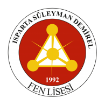 ISPARTA SÜLEYMAN DEMİREL
1992
FEN LİSESİ